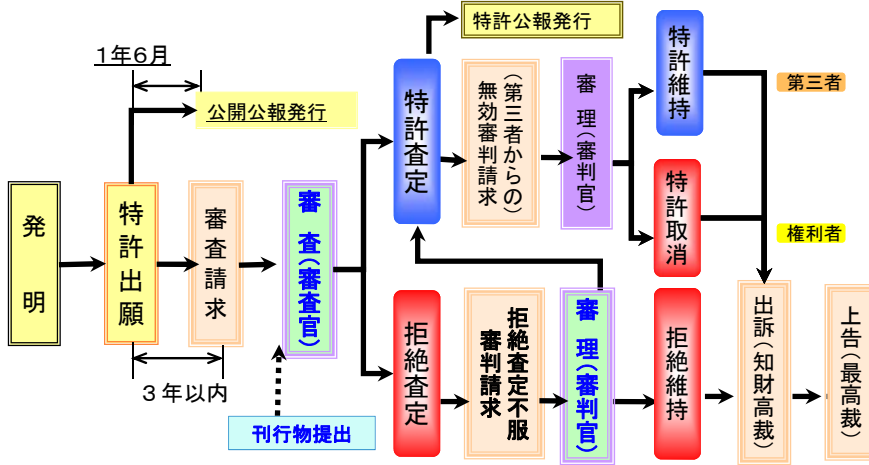 特許公報発行
1年6月
公開公報発行
発明
特許出願
審査請求
3年以内
審査(審査官)
刊行物提出
特許査定
(第三者からの)
無効審判請求
審理(審判官)
特許維持
特許取消
第三者
権利者
拒絶査定
拒絶査定不服
審判請求
審理(審判官)
拒絶維持
出訴(知財高裁)
上告(最高裁)